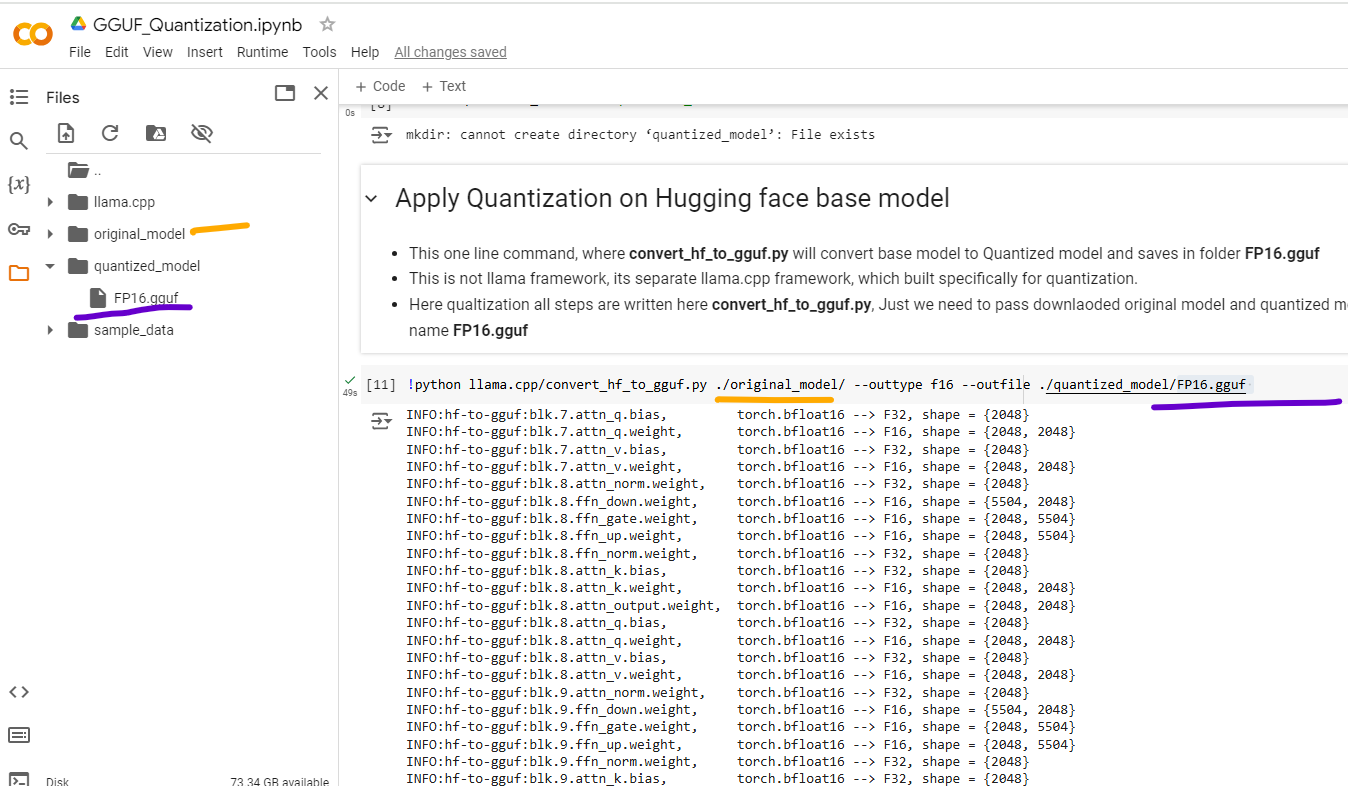 GGUF_Quantization.ipynb
File Edit View Insert Runtime Tools Help All changes saved
Files
+ Code + Text
..
llama.cpp
original_model
quantized_model
FP16.gguf
sample_data
{x}
Disk 73.34 GB available
0s
mkdir: cannot create directory ‘quantized_model’: File exists
Apply Quantization on Hugging face base model
• This one line command, where convert_hf_to_gguf.py will convert base model to Quantized model and saves in folder FP16.gguf
• This is not llama framework, its separate llama.cpp framework, which built specifically for quantization.
• Here qualtization all steps are written here convert_hf_to_gguf.py, Just we need to pass downlaoded original model and quantized
name FP16.gguf
49s
[11] !python llama.cpp/convert_hf_to_gguf.py ./original_model/ --outtype f16 --outfile ./quantized_model/FP16.gguf
INFO:hf-to-gguf:blk.7.attn_q.bias, torch.bfloat16 --> F32, shape = {2048}
INFO:hf-to-gguf:blk.7.attn_q.weight, torch.bfloat16 --> F16, shape = {2048, 2048}
INFO:hf-to-gguf:blk.7.attn_v.bias, torch.bfloat16 --> F32, shape = {2048}
INFO:hf-to-gguf:blk.7.attn_v.weight, torch.bfloat16 --> F16, shape = {2048, 2048}
INFO:hf-to-gguf:blk.8.attn_norm.weight, torch.bfloat16 --> F32, shape = {2048}
INFO:hf-to-gguf:blk.8.ffn_down.weight, torch.bfloat16 --> F16, shape = {5504, 2048}
INFO:hf-to-gguf:blk.8.ffn_gate.weight, torch.bfloat16 --> F16, shape = {2048, 5504}
INFO:hf-to-gguf:blk.8.ffn_up.weight, torch.bfloat16 --> F16, shape = {2048, 5504}
INFO:hf-to-gguf:blk.8.ffn_norm.weight, torch.bfloat16 --> F32, shape = {2048}
INFO:hf-to-gguf:blk.8.attn_k.bias, torch.bfloat16 --> F32, shape = {2048}
INFO:hf-to-gguf:blk.8.attn_k.weight, torch.bfloat16 --> F16, shape = {2048, 2048}
INFO:hf-to-gguf:blk.8.attn_output.weight, torch.bfloat16 --> F16, shape = {2048, 2048}
INFO:hf-to-gguf:blk.8.attn_q.bias, torch.bfloat16 --> F32, shape = {2048}
INFO:hf-to-gguf:blk.8.attn_q.weight, torch.bfloat16 --> F16, shape = {2048, 2048}
INFO:hf-to-gguf:blk.8.attn_v.bias, torch.bfloat16 --> F32, shape = {2048}
INFO:hf-to-gguf:blk.8.attn_v.weight, torch.bfloat16 --> F16, shape = {2048, 2048}
INFO:hf-to-gguf:blk.9.attn_norm.weight, torch.bfloat16 --> F32, shape = {2048}
INFO:hf-to-gguf:blk.9.ffn_down.weight, torch.bfloat16 --> F16, shape = {5504, 2048}
INFO:hf-to-gguf:blk.9.ffn_gate.weight, torch.bfloat16 --> F16, shape = {2048, 5504}
INFO:hf-to-gguf:blk.9.ffn_up.weight, torch.bfloat16 --> F16, shape = {2048, 5504}
INFO:hf-to-gguf:blk.9.ffn_norm.weight, torch.bfloat16 --> F32, shape = {2048}
INFO:hf-to-gguf:blk.9.attn_k.bias, torch.bfloat16 --> F32, shape = {2048}